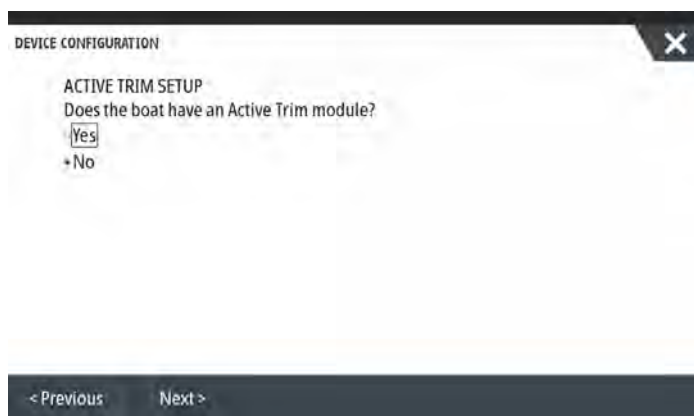 DEVICE CONFIGURATION
ACTIVE TRIM SETUP
Does the boat have an Active Trim module?
Yes
•No
< Previous Next >